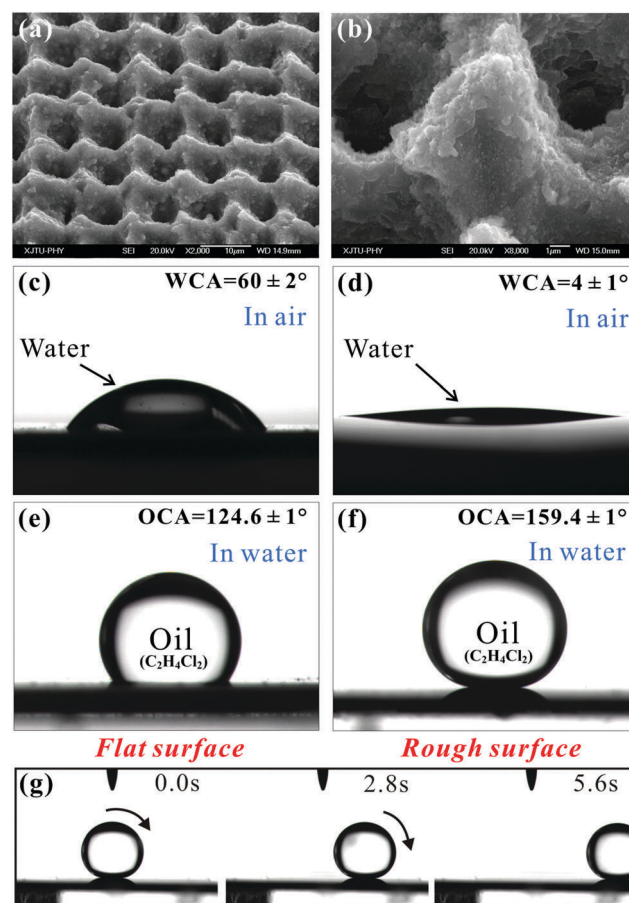 (a)
XJTU-PHY SEI 20.0kV X2,000 10μm WD 14.9mm
(b)
XJTU-PHY SEI 20.0kV X8,000 1μm WD 15.0mm
(c) WCA=60 ± 2°
In air
Water
(d) WCA=4 ± 1°
In air
Water
(e) OCA=124.6 ± 1°
In water
Oil
(C₂H₄Cl₂)
(f) OCA=159.4 ± 1°
In water
Oil
(C₂H₄Cl₂)
Flat surface
Rough surface
(g) 0.0s 2.8s 5.6s